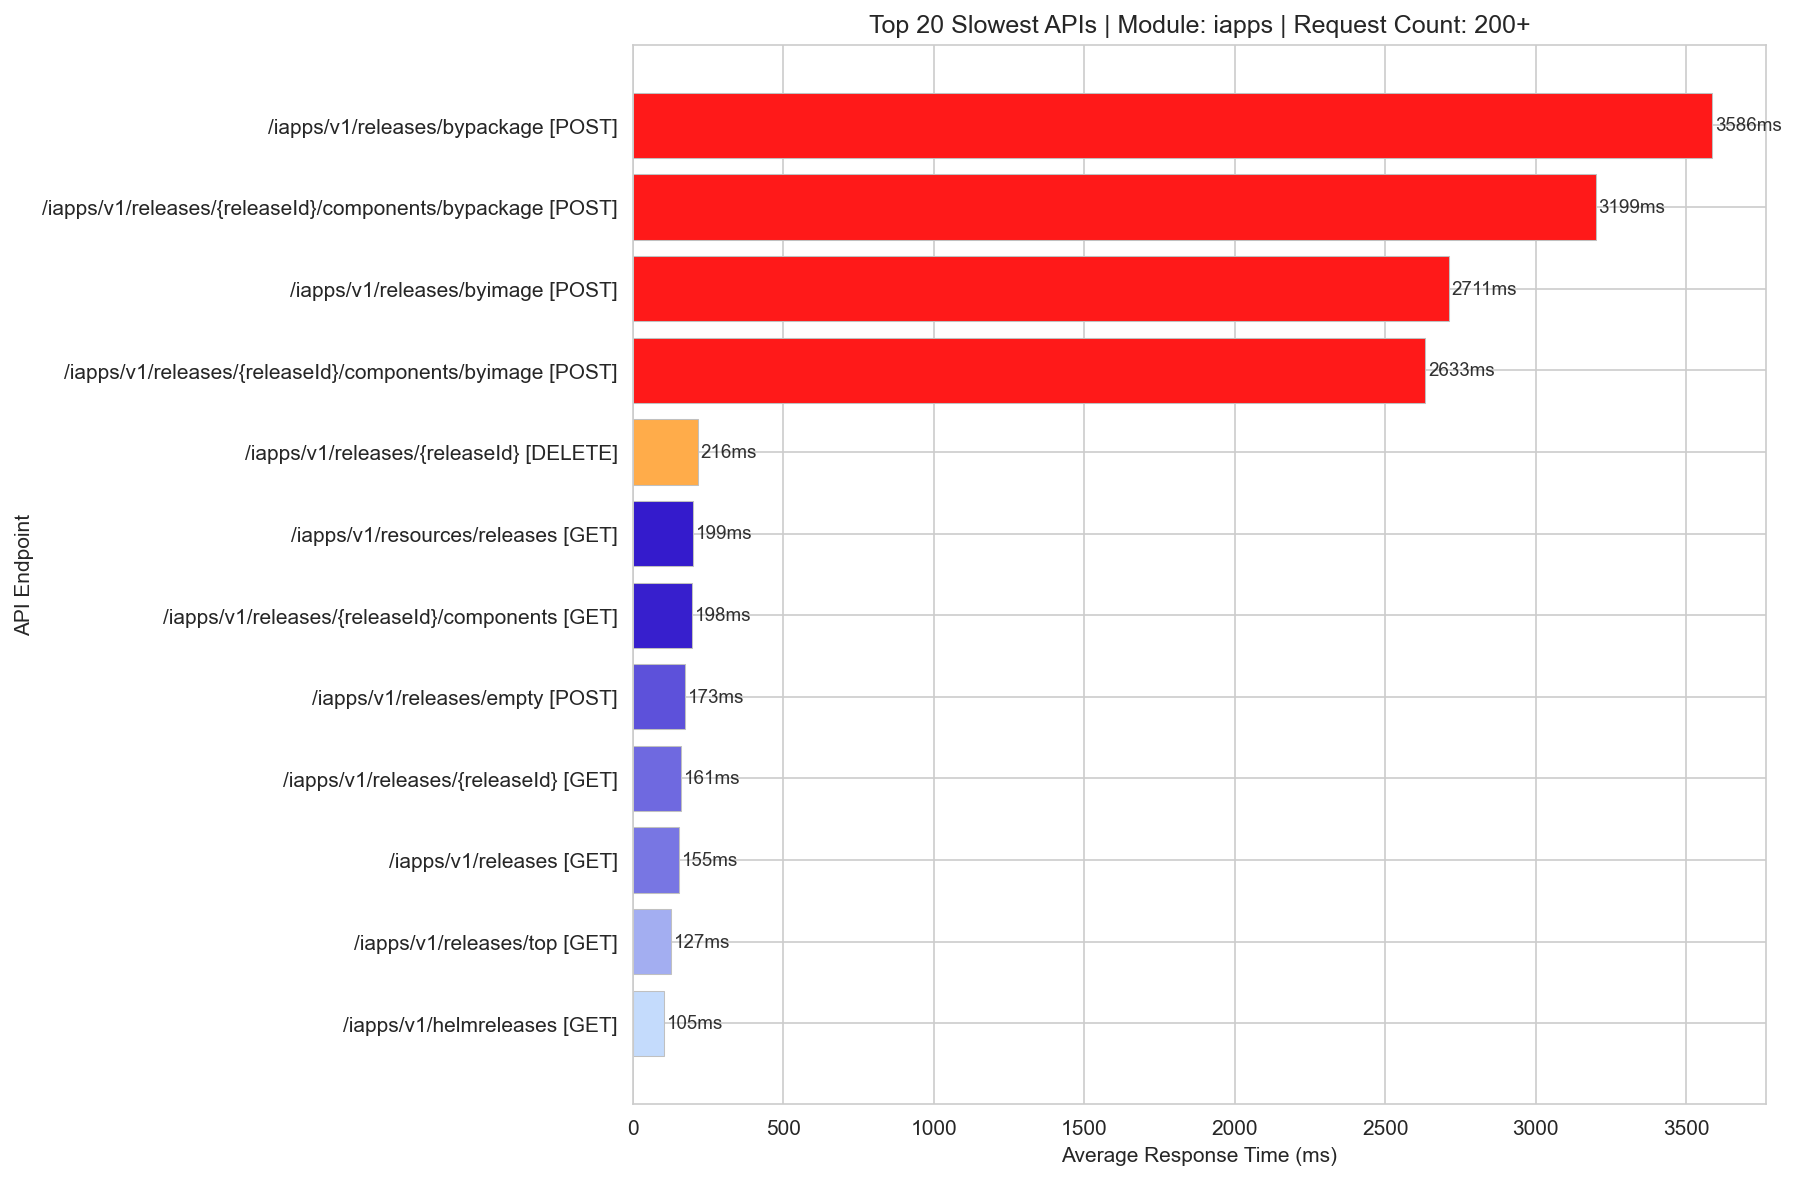 Top 20 Slowest APIs | Module: iapps | Request Count: 200+
API Endpoint
/iapps/v1/releases/bypackage [POST] 3586ms
/iapps/v1/releases/{releaseId}/components/bypackage [POST] 3199ms
/iapps/v1/releases/byimage [POST] 2711ms
/iapps/v1/releases/{releaseId}/components/byimage [POST] 2633ms
/iapps/v1/releases/{releaseId} [DELETE] 216ms
/iapps/v1/resources/releases [GET] 199ms
/iapps/v1/releases/{releaseId}/components [GET] 198ms
/iapps/v1/releases/empty [POST] 173ms
/iapps/v1/releases/{releaseId} [GET] 161ms
/iapps/v1/releases [GET] 155ms
/iapps/v1/releases/top [GET] 127ms
/iapps/v1/helmreleases [GET] 105ms
0 500 1000 1500 2000 2500 3000 3500
Average Response Time (ms)